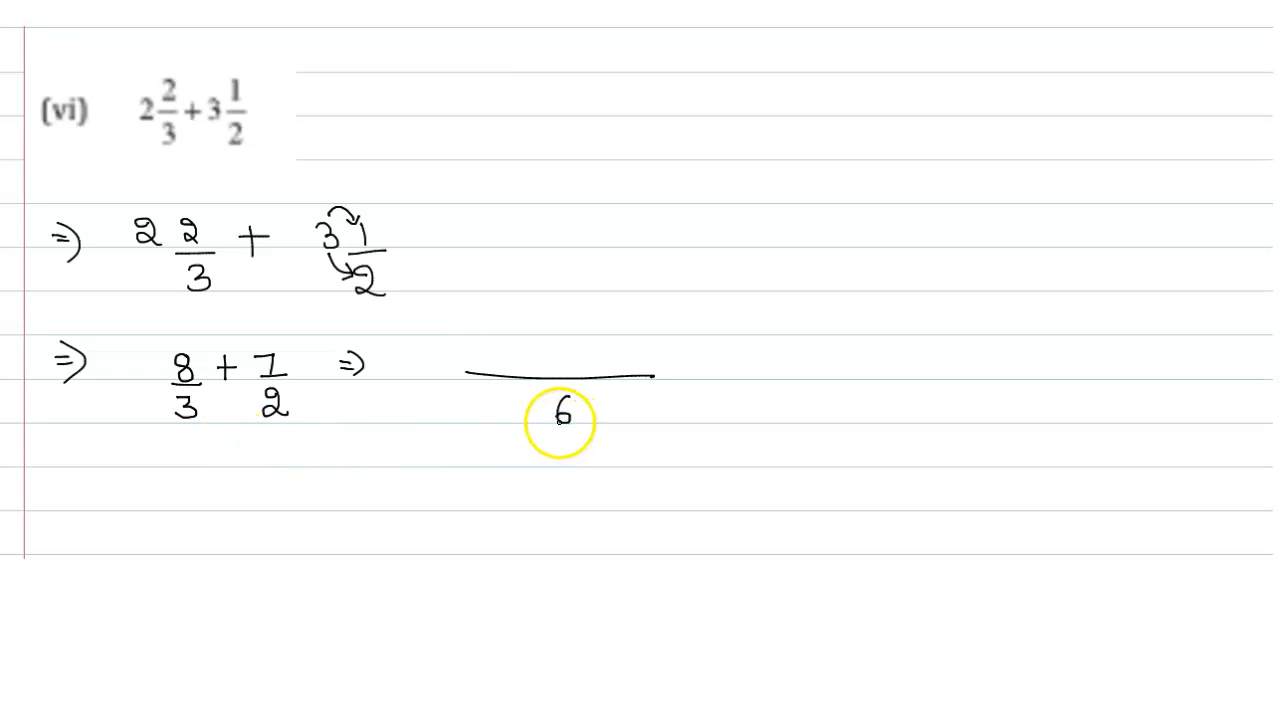 (vi) 2 2/3 + 3 1/2
⇒ 2 2/3 + 3 1/2
⇒ 8/3 + 7/2 ⇒ /6